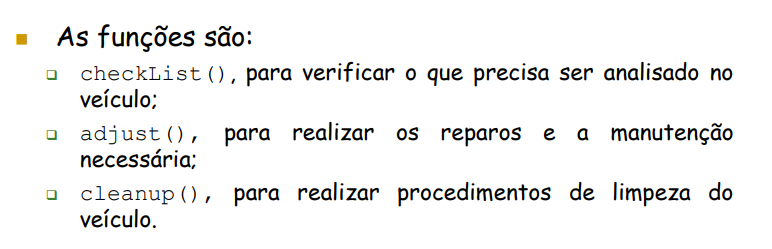 As funções são:
checkList(), para verificar o que precisa ser analisado no
veículo;
adjust(), para realizar os reparos e a manutenção
necessária;
cleanup(), para realizar procedimentos de limpeza do
veículo.